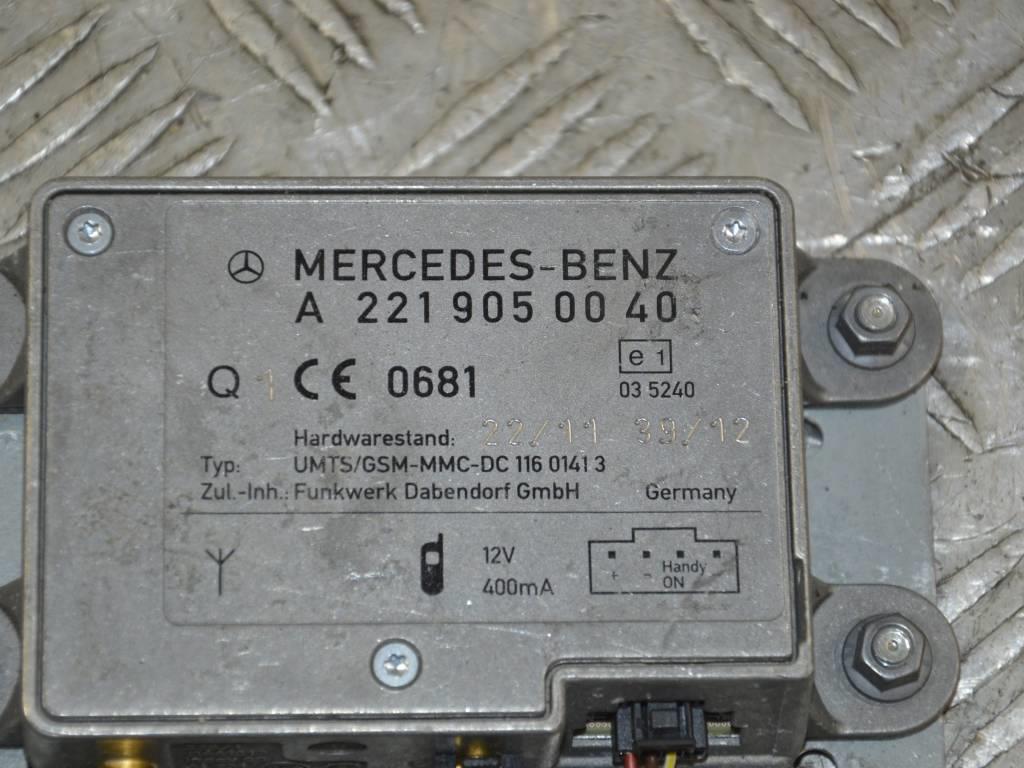 MERCEDES-BENZ
A 221 905 00 40
Q 1 CE 0681
e 1
03 5240
Hardwarestand: 22/11 39/12
Typ: UMTS/GSM-MMC-DC 116 0141 3
Zul.-Inh.: Funkwerk Dabendorf GmbH Germany
12V
400mA
+ - Handy
ON